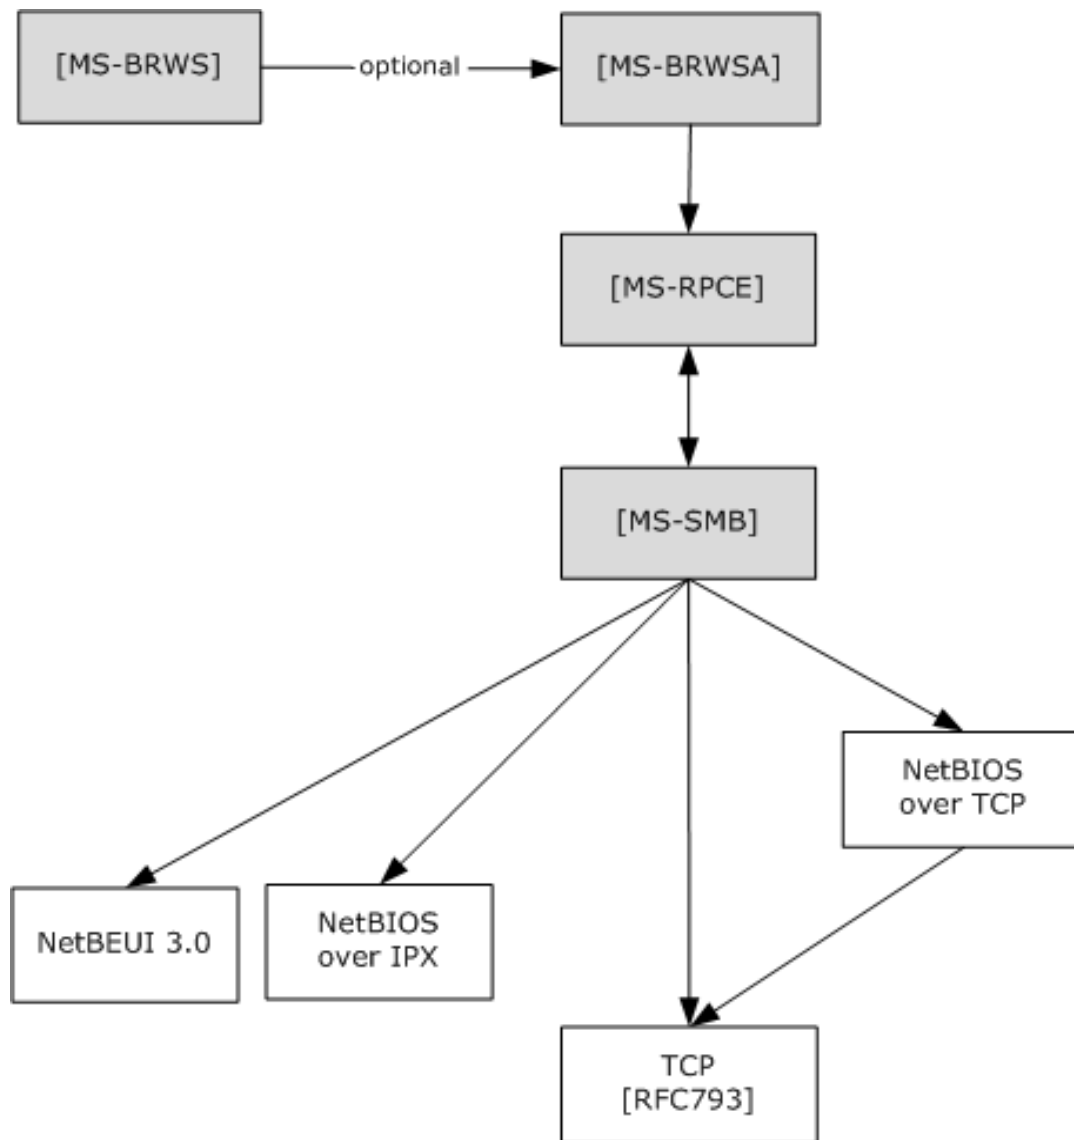 [MS-BRWS]
optional
[MS-BRWSA]
[MS-RPCE]
[MS-SMB]
NetBIOS
over TCP
NetBEUI 3.0
NetBIOS
over IPX
TCP
[RFC793]